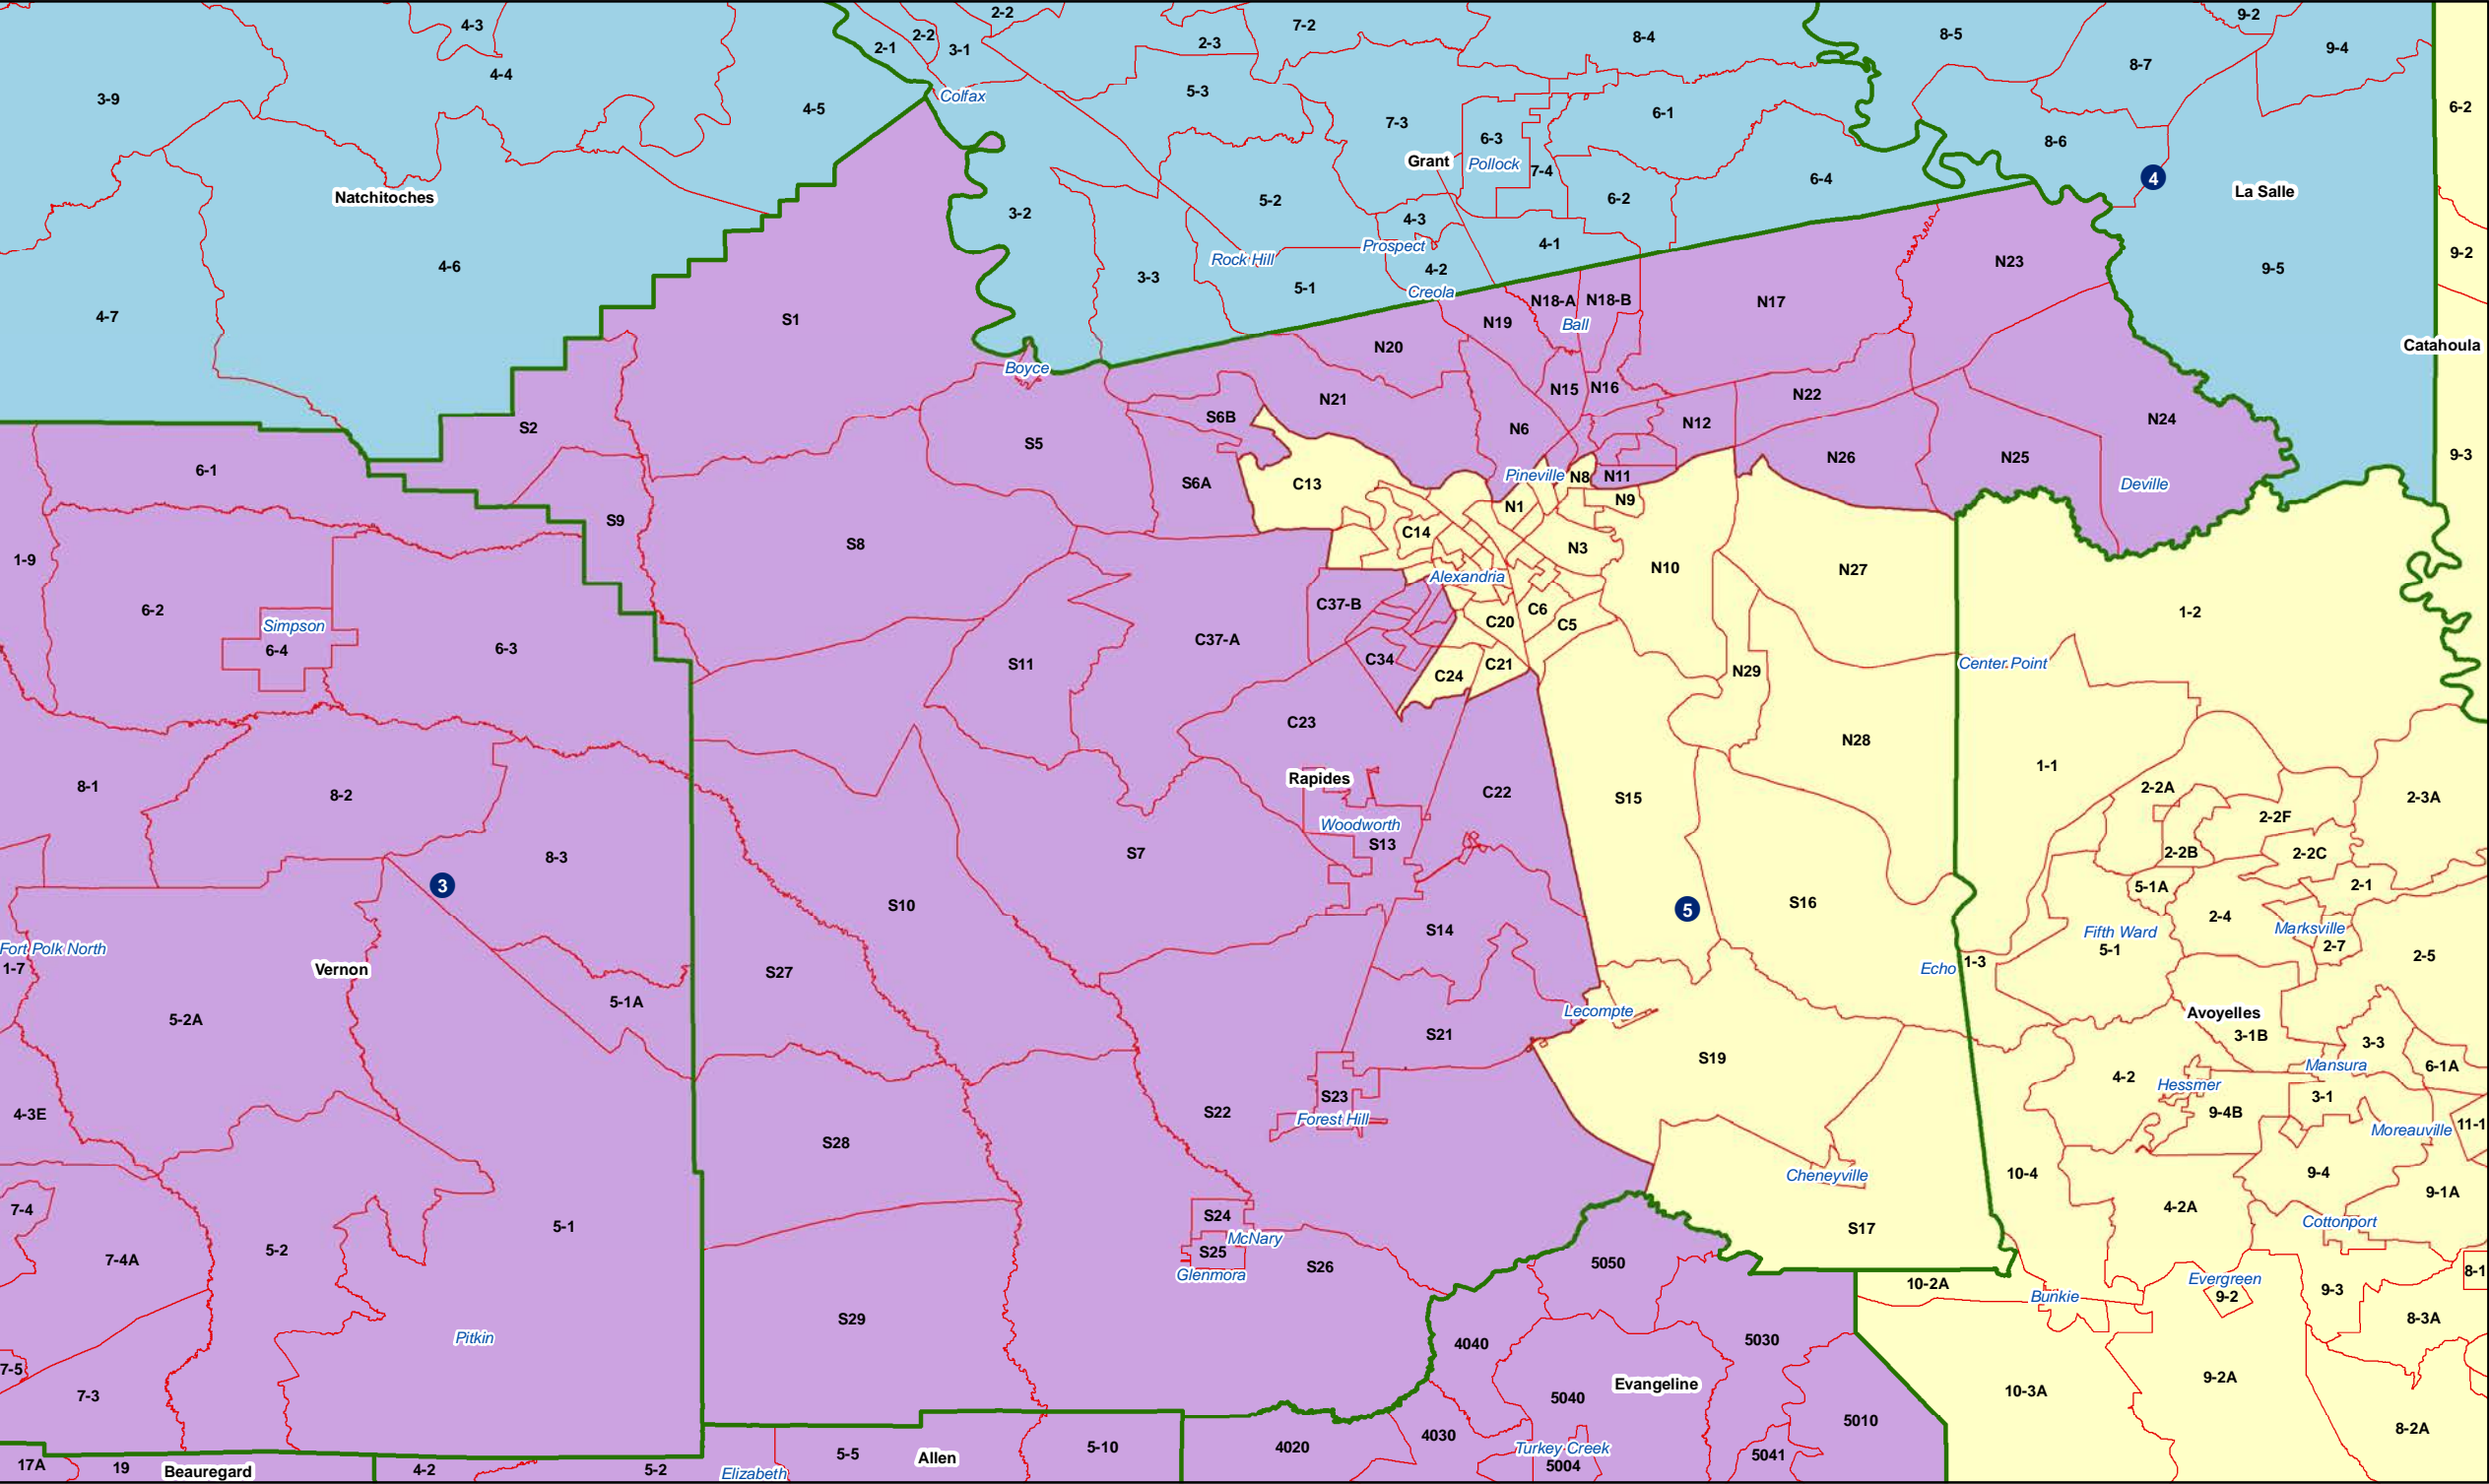 4-3
2-1
2-2
3-1
2-2
2-3
7-2
8-4
8-5
9-2
9-4
4-4
8-7
3-9
4-5
Colfax
5-3
7-3
6-3
6-1
6-2
Grant
Pollock
7-4
8-6
4
La Salle
Natchitoches
3-2
5-2
4-3
6-2
6-4
4-6
3-3
Rock Hill
Prospect
4-1
4-2
N23
9-5
9-2
4-7
S1
5-1
Creola
N18-A
N18-B
N17
N19
Ball
Catahoula
Boyce
N20
N15
N16
N22
N21
S2
S5
S6B
N6
N12
N24
6-1
S6A
C13
Pineville
N8
N11
N26
N25
Deville
9-3
S9
N1
N9
S8
C14
N3
1-9
N10
N27
Alexandria
6-2
C37-B
C6
1-2
Simpson
C20
C5
6-4
6-3
S11
C37-A
C34
C24
C21
N29
Center Point
C23
N28
8-1
8-2
Rapides
C22
S15
1-1
2-2A
2-3A
Woodworth
2-2F
8-3
S7
S13
2-2B
2-2C
3
5-1A
2-1
S10
5
S16
2-4
Fort Polk North
S14
Fifth Ward
Marksville
1-7
Vernon
S27
Echo
1-3
5-1
2-7
2-5
5-1A
Lecompte
5-2A
S21
Avoyelles
3-1B
3-3
S19
Mansura
6-1A
4-2
Hessmer
4-3E
S22
S23
3-1
Forest Hill
9-4B
Moreauville
11-1
S28
Cheneyville
10-4
9-4
9-1A
7-4
S24
4-2A
5-1
McNary
S17
Cottonport
7-4A
5-2
S25
Glenmora
S26
5050
10-2A
Evergreen
8-1
Bunkie
9-2
9-3
S29
4040
5030
8-3A
Pitkin
7-5
7-3
5040
Evangeline
10-3A
9-2A
5010
17A
19
Beauregard
4-2
5-2
Elizabeth
5-5
Allen
5-10
4020
4030
Turkey Creek
5004
5041
8-2A